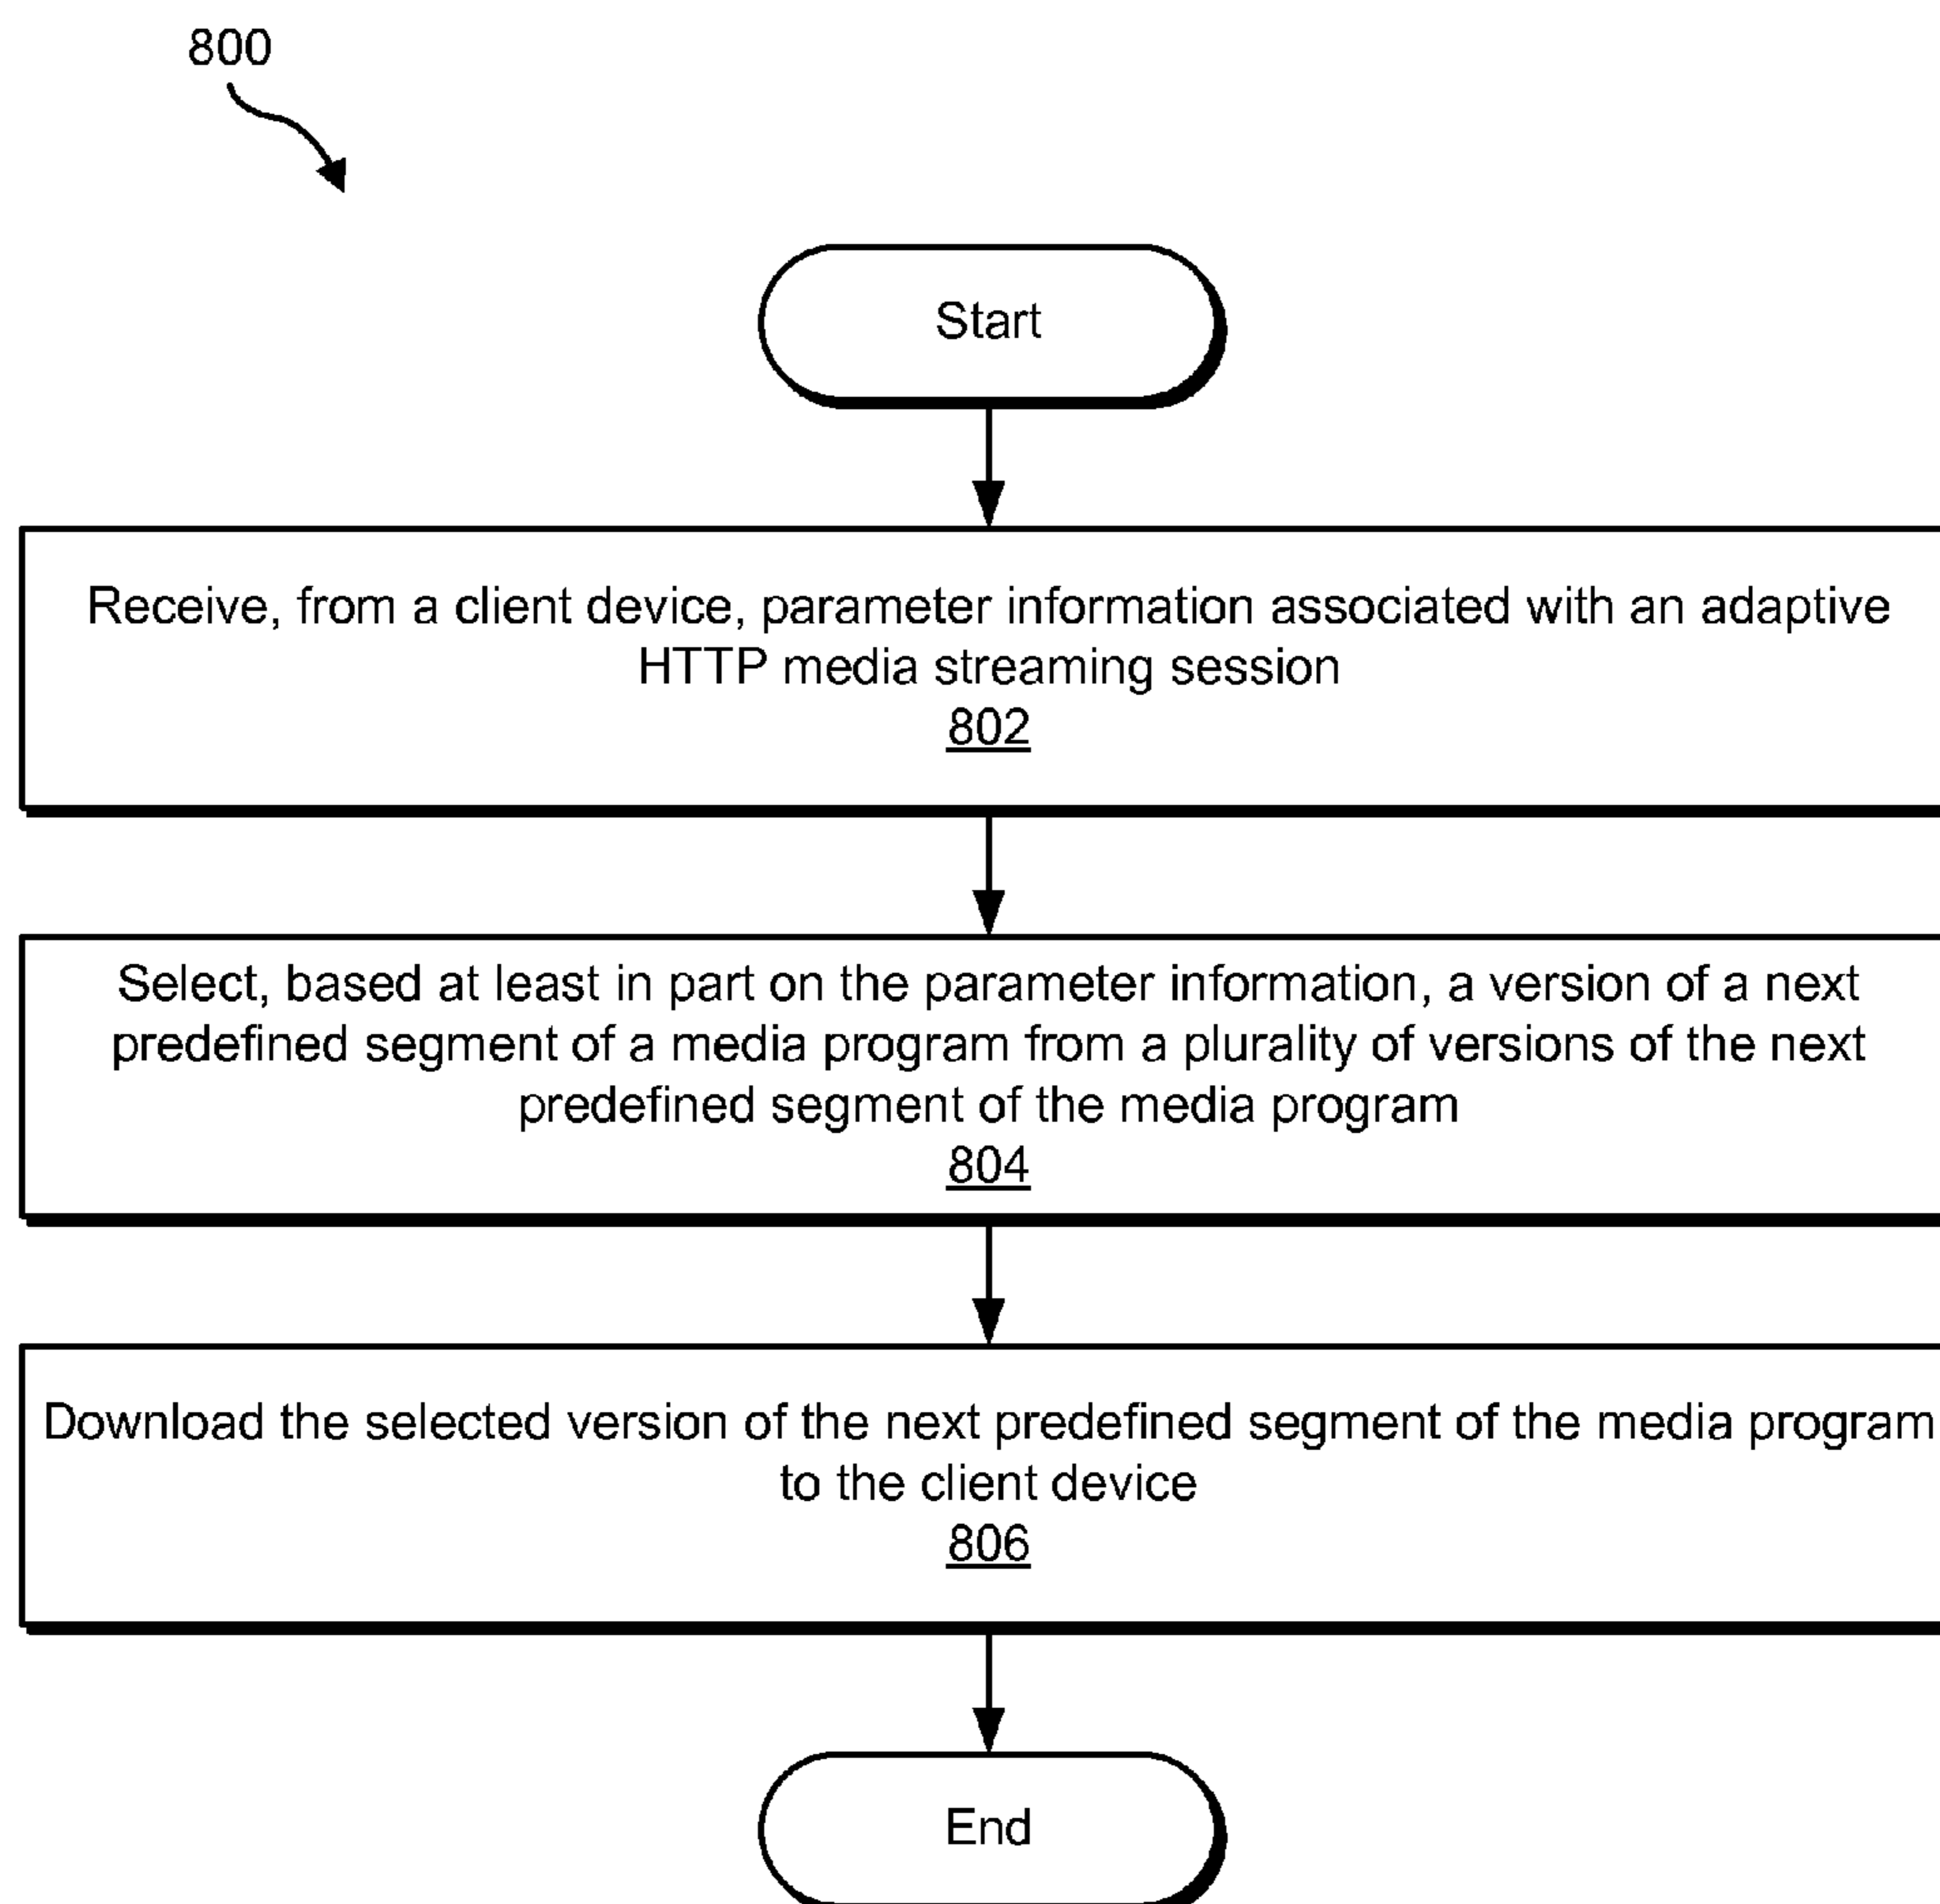 800
Start
Receive, from a client device, parameter information associated with an adaptive
HTTP media streaming session
802
Select, based at least in part on the parameter information, a version of a next
predefined segment of a media program from a plurality of versions of the next
predefined segment of the media program
804
Download the selected version of the next predefined segment of the media program
to the client device
806
End